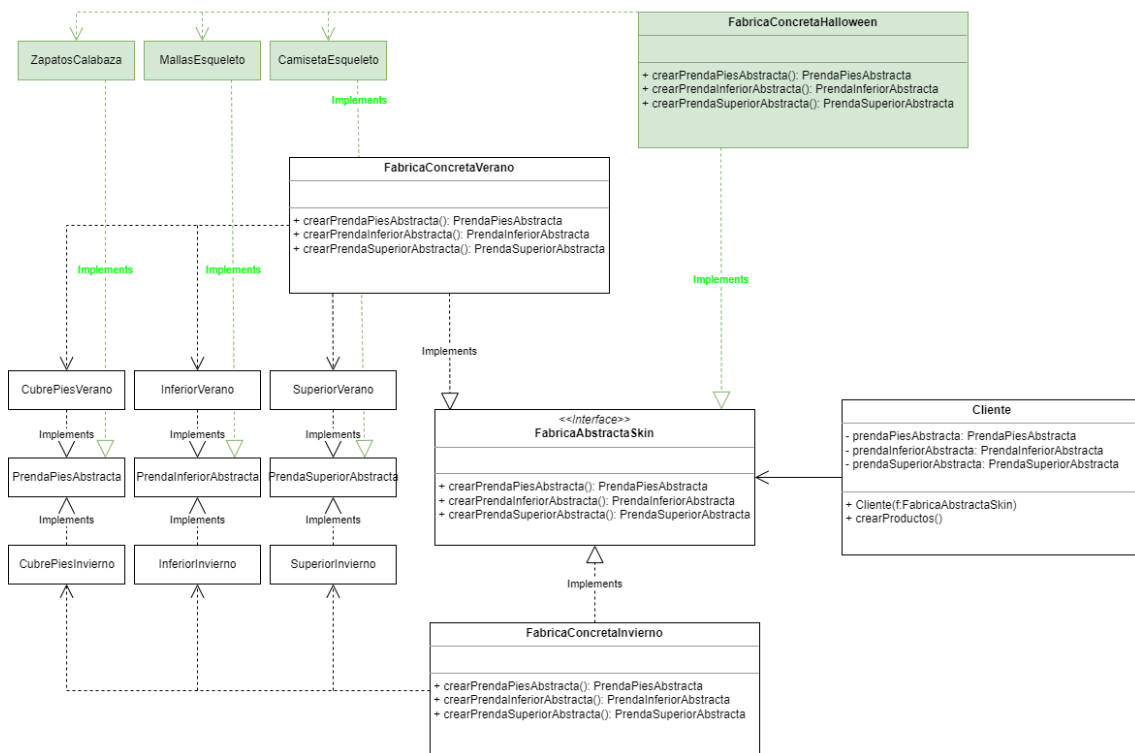 FabricaConcretaHalloween
+ crearPrendaPiesAbstracta(): PrendaPiesAbstracta
+ crearPrendaInferiorAbstracta(): PrendaInferiorAbstracta
+ crearPrendaSuperiorAbstracta(): PrendaSuperiorAbstracta
ZapatosCalabaza
MallasEsqueleto
CamisetaEsqueleto
Implements
FabricaConcretaVerano
+ crearPrendaPiesAbstracta(): PrendaPiesAbstracta
+ crearPrendaInferiorAbstracta(): PrendaInferiorAbstracta
+ crearPrendaSuperiorAbstracta(): PrendaSuperiorAbstracta
Implements
Implements
Implements
Implements
CubrePiesVerano
InferiorVerano
SuperiorVerano
Implements
Implements
Implements
PrendaPiesAbstracta
PrendaInferiorAbstracta
PrendaSuperiorAbstracta
Implements
Implements
Implements
CubrePiesInvierno
InferiorInvierno
SuperiorInvierno
<<Interface>>
FabricaAbstractaSkin
+ crearPrendaPiesAbstracta(): PrendaPiesAbstracta
+ crearPrendaInferiorAbstracta(): PrendaInferiorAbstracta
+ crearPrendaSuperiorAbstracta(): PrendaSuperiorAbstracta
Cliente
- prendaPiesAbstracta: PrendaPiesAbstracta
- prendaInferiorAbstracta: PrendaInferiorAbstracta
- prendaSuperiorAbstracta: PrendaSuperiorAbstracta
+ Cliente(f:FabricaAbstractaSkin)
+ crearProductos()
Implements
FabricaConcretaInvierno
+ crearPrendaPiesAbstracta(): PrendaPiesAbstracta
+ crearPrendaInferiorAbstracta(): PrendaInferiorAbstracta
+ crearPrendaSuperiorAbstracta(): PrendaSuperiorAbstracta